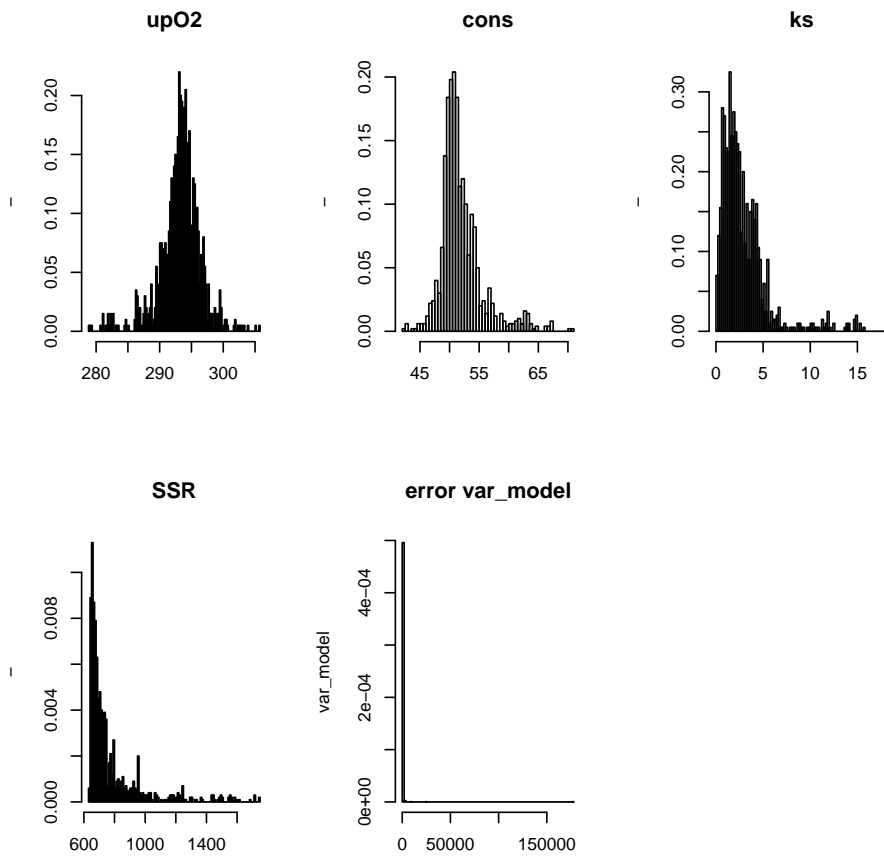 upO2
cons
ks
0.00 0.05 0.10 0.15 0.20
0.00 0.05 0.10 0.15 0.20
0.00 0.10 0.20 0.30
–
–
–
280 290 300
45 55 65
0 5 10 15
SSR
error var_model
0.000 0.004 0.008
–
0e+00 2e-04 4e-04
var_model
600 1000 1400
0 50000 150000